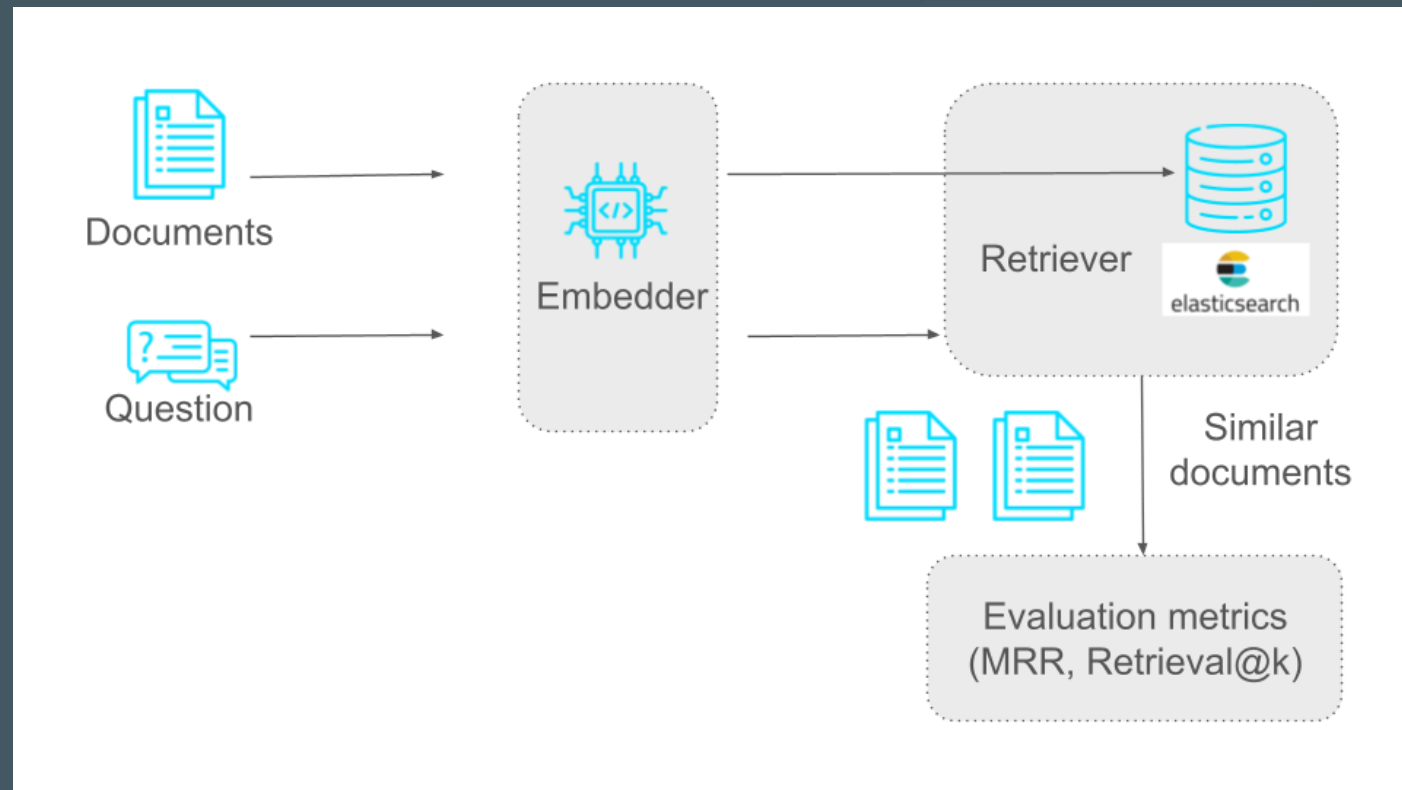 Documents
Question
?
</>
Embedder
Retriever
elasticsearch
Similar
documents
Evaluation metrics
(MRR, Retrieval@k)